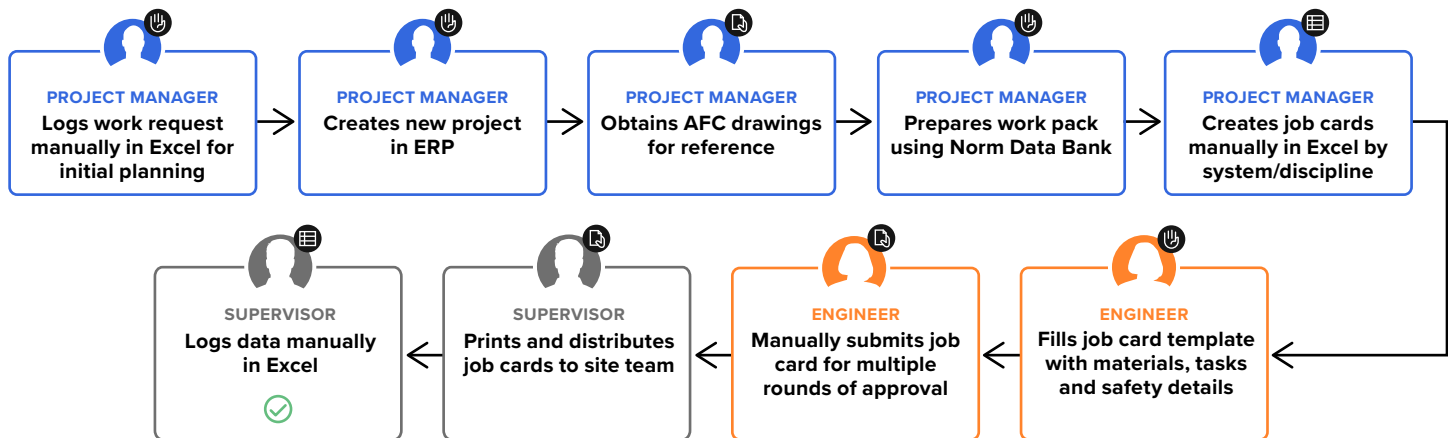 PROJECT MANAGER
Logs work request
manually in Excel for
initial planning
PROJECT MANAGER
Creates new project
in ERP
PROJECT MANAGER
Obtains AFC drawings
for reference
PROJECT MANAGER
Prepares work pack
using Norm Data Bank
PROJECT MANAGER
Creates job cards
manually in Excel by
system/discipline
ENGINEER
Fills job card template
with materials, tasks
and safety details
ENGINEER
Manually submits job
card for multiple
rounds of approval
SUPERVISOR
Prints and distributes
job cards to site team
SUPERVISOR
Logs data manually
in Excel